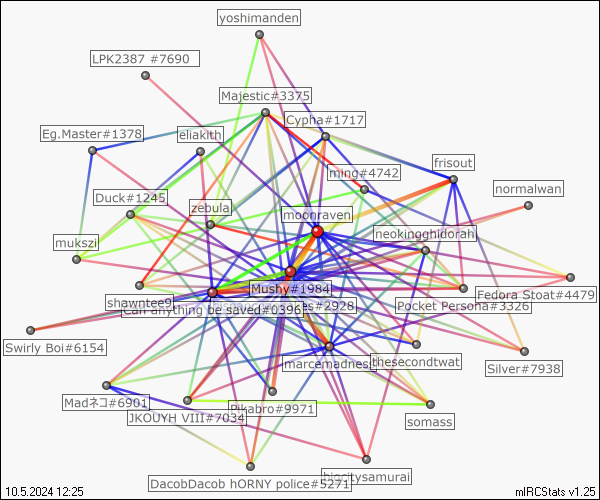 yoshimanden
LPK2387 #7690
Majestic#3375
Cypha#1717
Eg.Master#1378
eliakith
frisout
ming#4742
normalwan
Duck#1245
zebula
moonraven
neokingghidorah
mukszi
Mushy#1984
shawntee9
Can anything be saved#0396
s#2928
Pocket Persona#3326
Fedora Stoat#4479
Swirly Boi#6154
marcemadness
thesecondtwat
Silver#7938
Madネコ#6901
JKOUYH VIII#7034
Pikabro#9971
somass
DacobDacob hORNY police#5271
bigcitysamurai
10.5.2024 12:25
mIRCStats v1.25